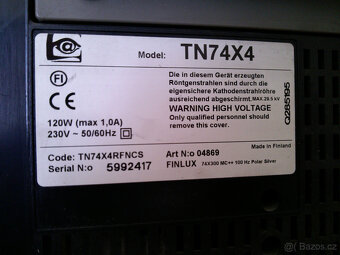 Model: TN74X4
FI
Die in diesem Gerät erzeugten
Röntgenstrahlen sind durch die
eigensichere Kathodenstrahlröhre
ausreichend abgeschirmt. MAX.29.5 kV
WARNING HIGH VOLTAGE
Only qualified personnel should
remove this cover
Q285195
CE
120W (max 1,0A)
230V ~ 50/60Hz
Code: TN74X4RFNCS
Art N:o 04869
Made in Finland
Serial N:o 5992417
FINLUX 74X300 MC++ 100 Hz Polar Silver
bazos.cz